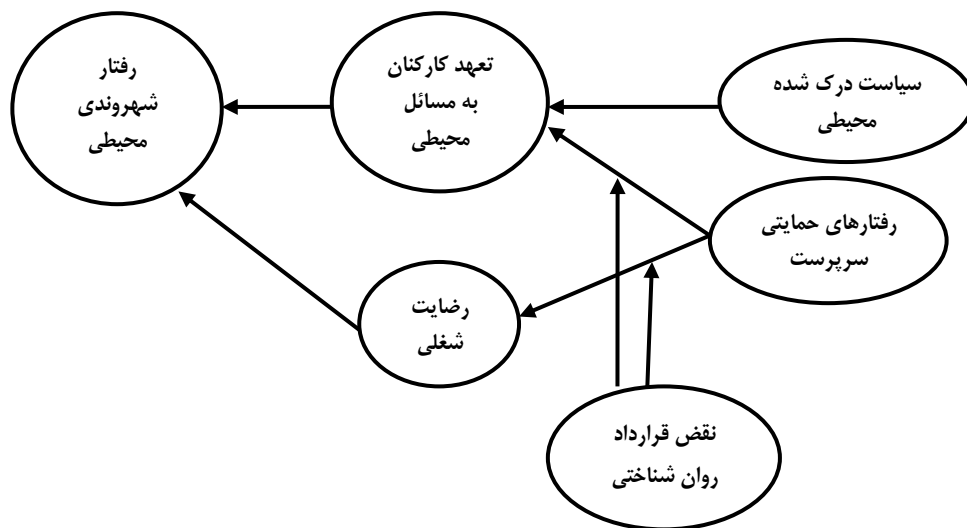 سیاست درک شده
محیطی
تعهد کارکنان
به مسائل
محیطی
رفتار
شهروندی
محیطی
رفتارهای حمایتی
سرپرست
رضایت
شغلی
نقض قرارداد
روان شناختی